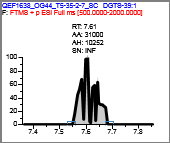 QEF1638_OG44_T5-35-2-7_SC DGTS-39:1
F: FTMS + p ESI Full ms [500.0000-2000.0000]
RT: 7.61
AA: 31000
AH: 10252
SN: INF
100
80
60
40
20
0
7.4 7.5 7.6 7.7 7.8